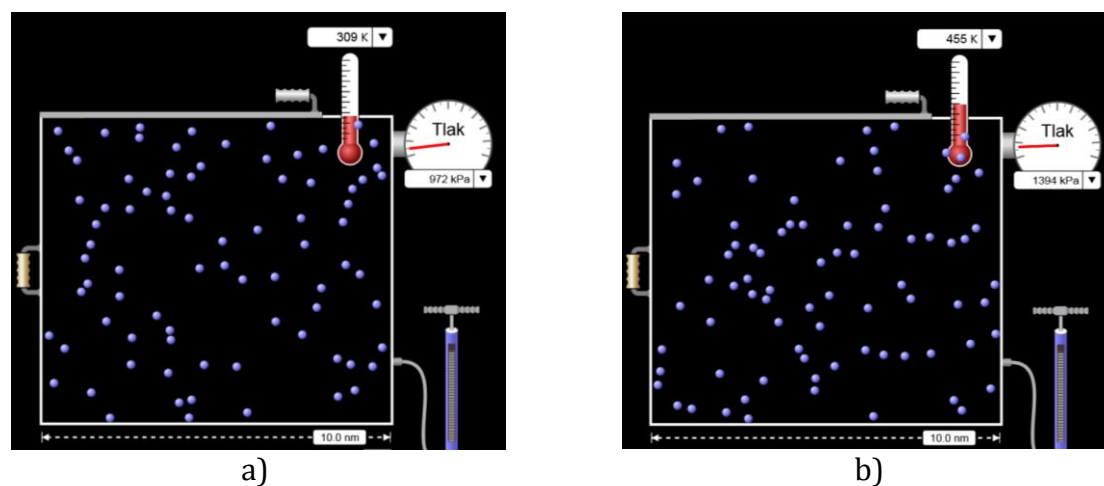 309 K
Tlak
972 kPa
10.0 nm
a)
455 K
Tlak
1394 kPa
10.0 nm
b)